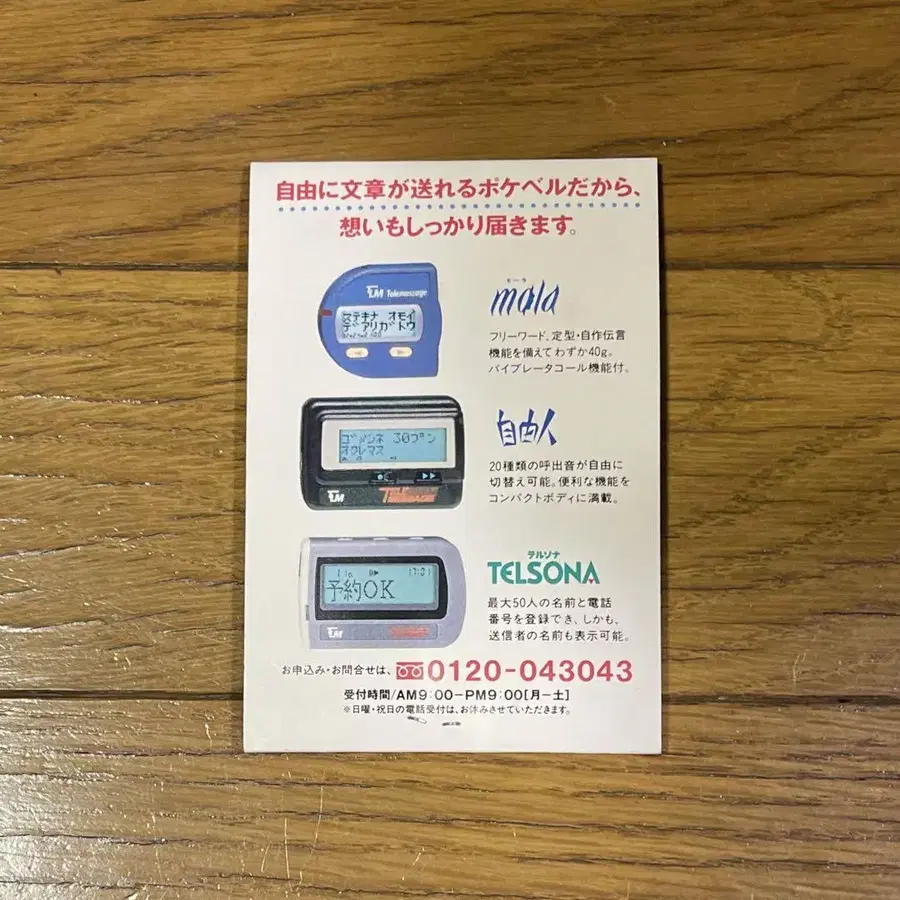 自由に文章が送れるポケベルだから、
想いもしっかり届きます。
TM Telemessage
ステキナ オモイ
デ アリガトウ
モーラ
mola
フリーワード、定型・自作伝言
機能を備えてわずか40g。
バイブレータコール機能付。
ゴメンネ 30プン
オクレマス
TM TELE MESSAGE
自由人
20種類の呼出音が自由に
切替え可能。便利な機能を
コンパクトボディに満載。
17:01
予約OK
TM
テルソナ
TELSONA
最大50人の名前と電話
番号を登録でき、しかも、
送信者の名前も表示可能。
お申込み・お問合せは、0120-043043
受付時間/AM9:00−PM9:00[月−土]
※日曜・祝日の電話受付は、お休みさせていただきます。